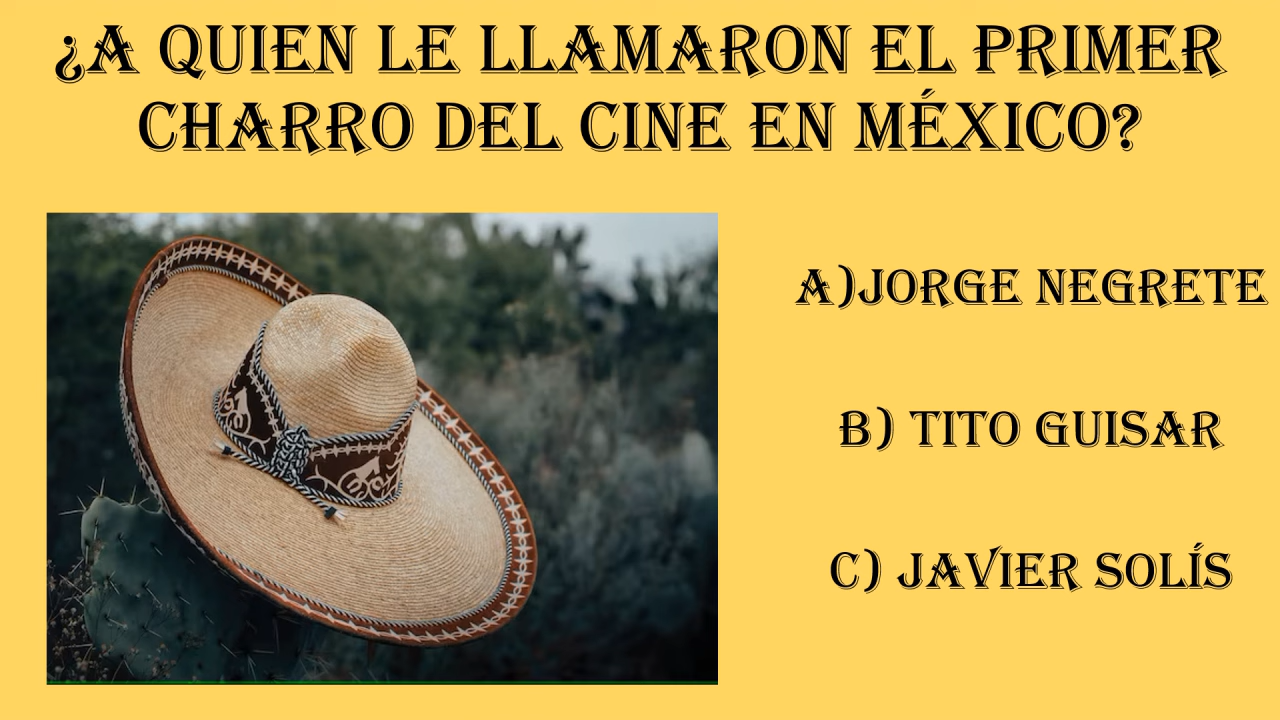 ¿A QUIEN LE LLAMARON EL PRIMER
CHARRO DEL CINE EN MÉXICO?
A)JORGE NEGRETE
B) TITO GUISAR
C) JAVIER SOLÍS